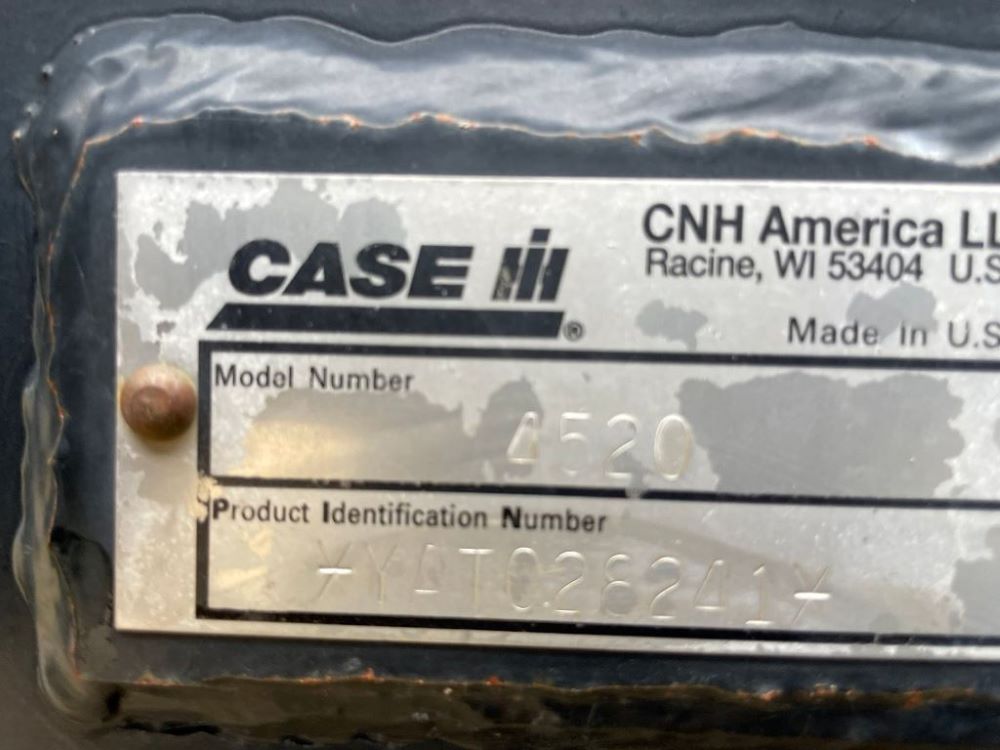 CASE IH ®
CNH America LL
Racine, WI 53404 U.S
Made in U.S
Model Number
4520
Product Identification Number
*YAT028241*